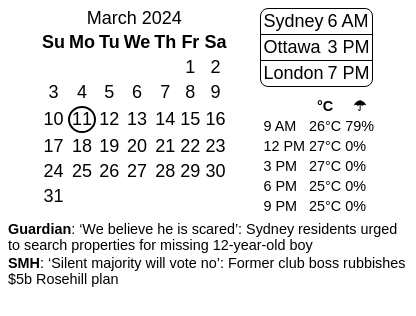 March 2024
Su Mo Tu We Th Fr Sa
1 2
3 4 5 6 7 8 9
10 11 12 13 14 15 16
17 18 19 20 21 22 23
24 25 26 27 28 29 30
31
Sydney 6 AM
Ottawa 3 PM
London 7 PM
°C ☂
9 AM 26°C 79%
12 PM 27°C 0%
3 PM 27°C 0%
6 PM 25°C 0%
9 PM 25°C 0%
Guardian: ‘We believe he is scared’: Sydney residents urged
to search properties for missing 12-year-old boy
SMH: ‘Silent majority will vote no’: Former club boss rubbishes
$5b Rosehill plan